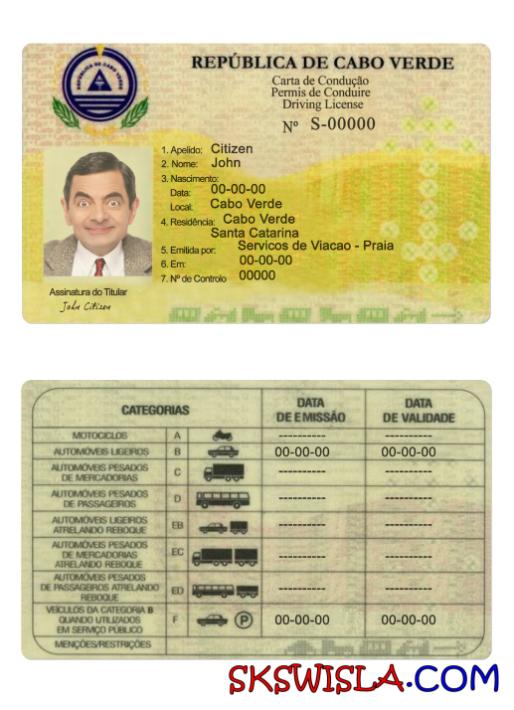 REPÚBLICA DE CABO VERDE
REPÚBLICA DE CABO VERDE
Carta de Condução
Permis de Conduire
Driving License
Nº S-00000
1. Apelido: Citizen
2. Nome: John
3. Nascimento:
Data: 00-00-00
Local: Cabo Verde
4. Residência: Cabo Verde
Santa Catarina
5. Emitida por: Servicos de Viacao - Praia
6. Em: 00-00-00
7. Nº de Controlo 00000
Assinatura do Titular
John Citizen
CATEGORIAS DATA DE EMISSÃO DATA DE VALIDADE
MOTOCICLOS A ---------- ----------
AUTOMÓVEIS LIGEIROS B 00-00-00 00-00-00
AUTOMÓVEIS PESADOS
DE MERCADORIAS C ---------- ----------
AUTOMÓVEIS PESADOS
DE PASSAGEIROS D ---------- ----------
AUTOMÓVEIS LIGEIROS
ATRELANDO REBOQUE EB ---------- ----------
AUTOMÓVEIS PESADOS
DE MERCADORIAS
ATRELANDO REBOQUE EC ---------- ----------
AUTOMÓVEIS PESADOS
DE PASSAGEIROS ATRELANDO
REBOQUE ED ---------- ----------
VEÍCULOS DA CATEGORIA B
QUANDO UTILIZADOS
EM SERVIÇO PÚBLICO F P 00-00-00 00-00-00
MENÇÕES/RESTRIÇÕES
SKSWISLA.COM